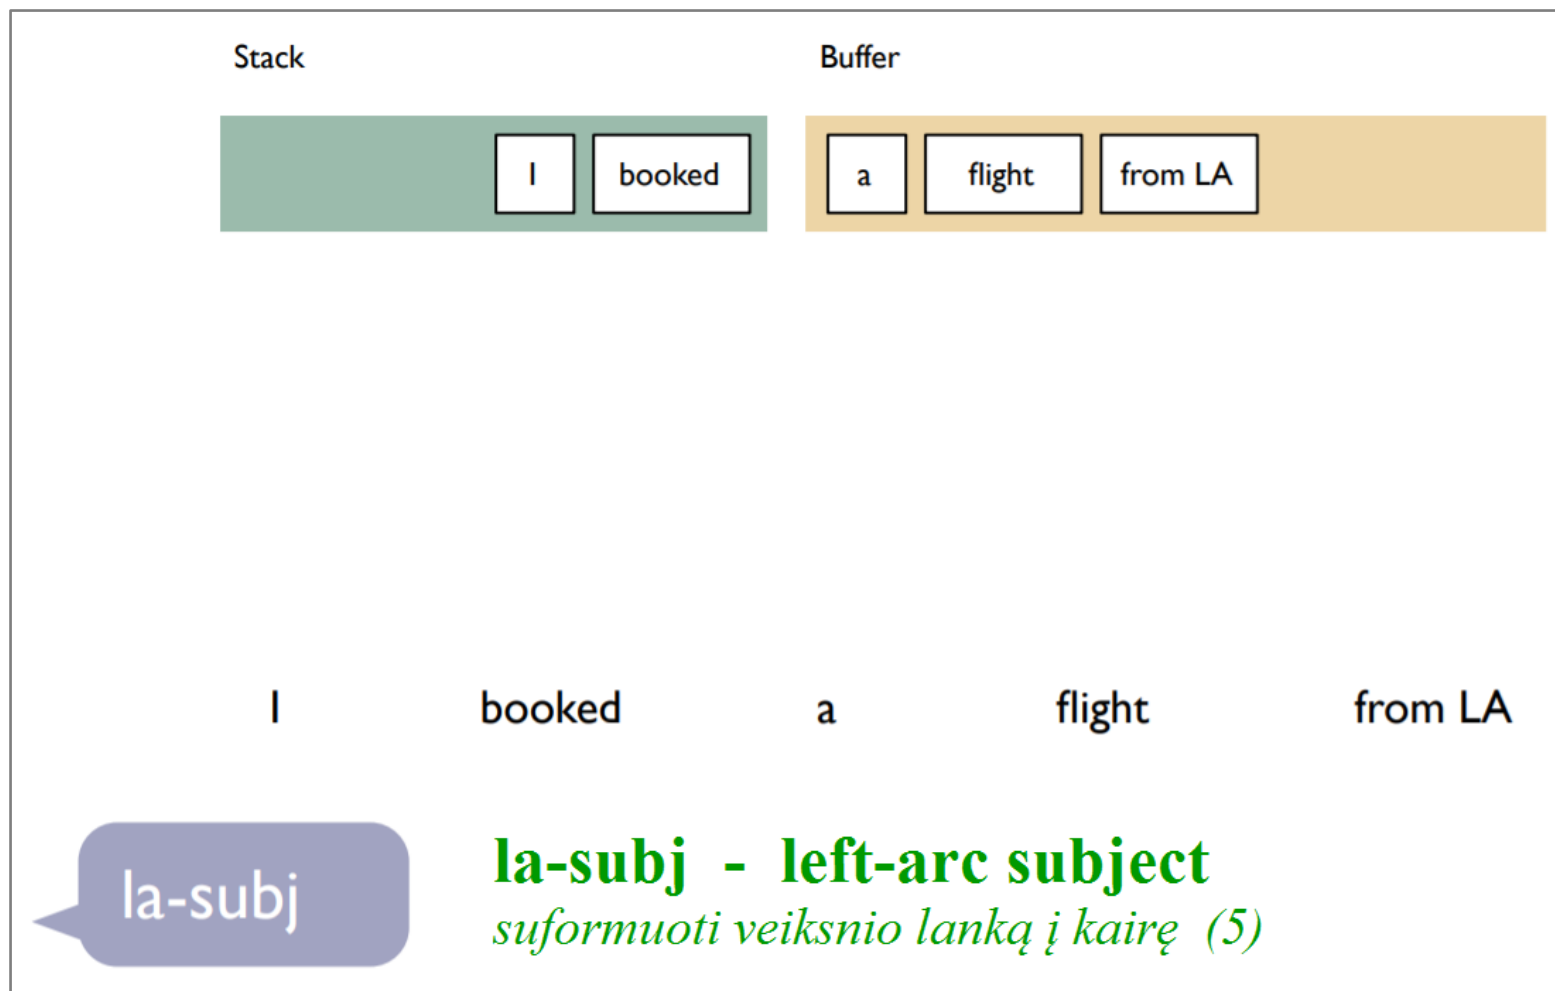 Stack Buffer
I booked a flight from LA
I booked a flight from LA
la-subj
la-subj - left-arc subject
suformuoti veiksnio lanką į kairę (5)